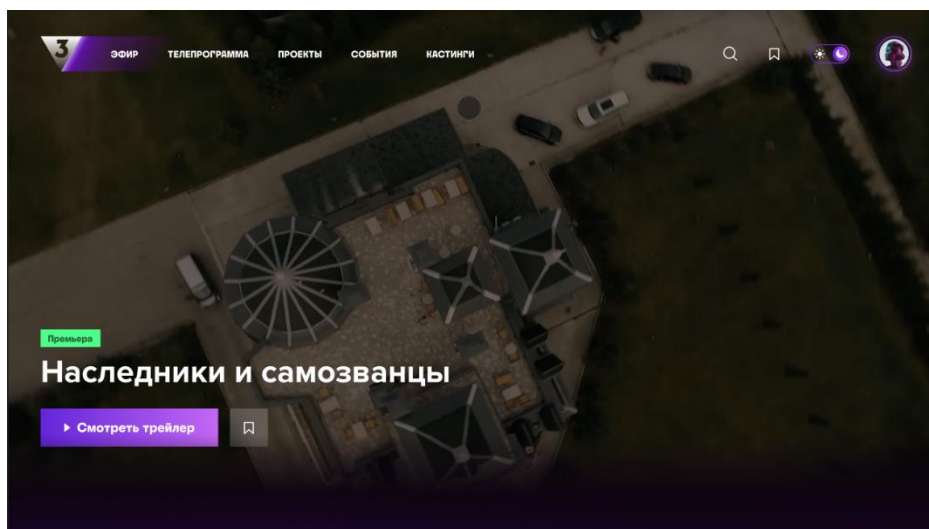 3
ЭФИР ТЕЛЕПРОГРАММА ПРОЕКТЫ СОБЫТИЯ КАСТИНГИ
Премьера
Наследники и самозванцы
Смотреть трейлер